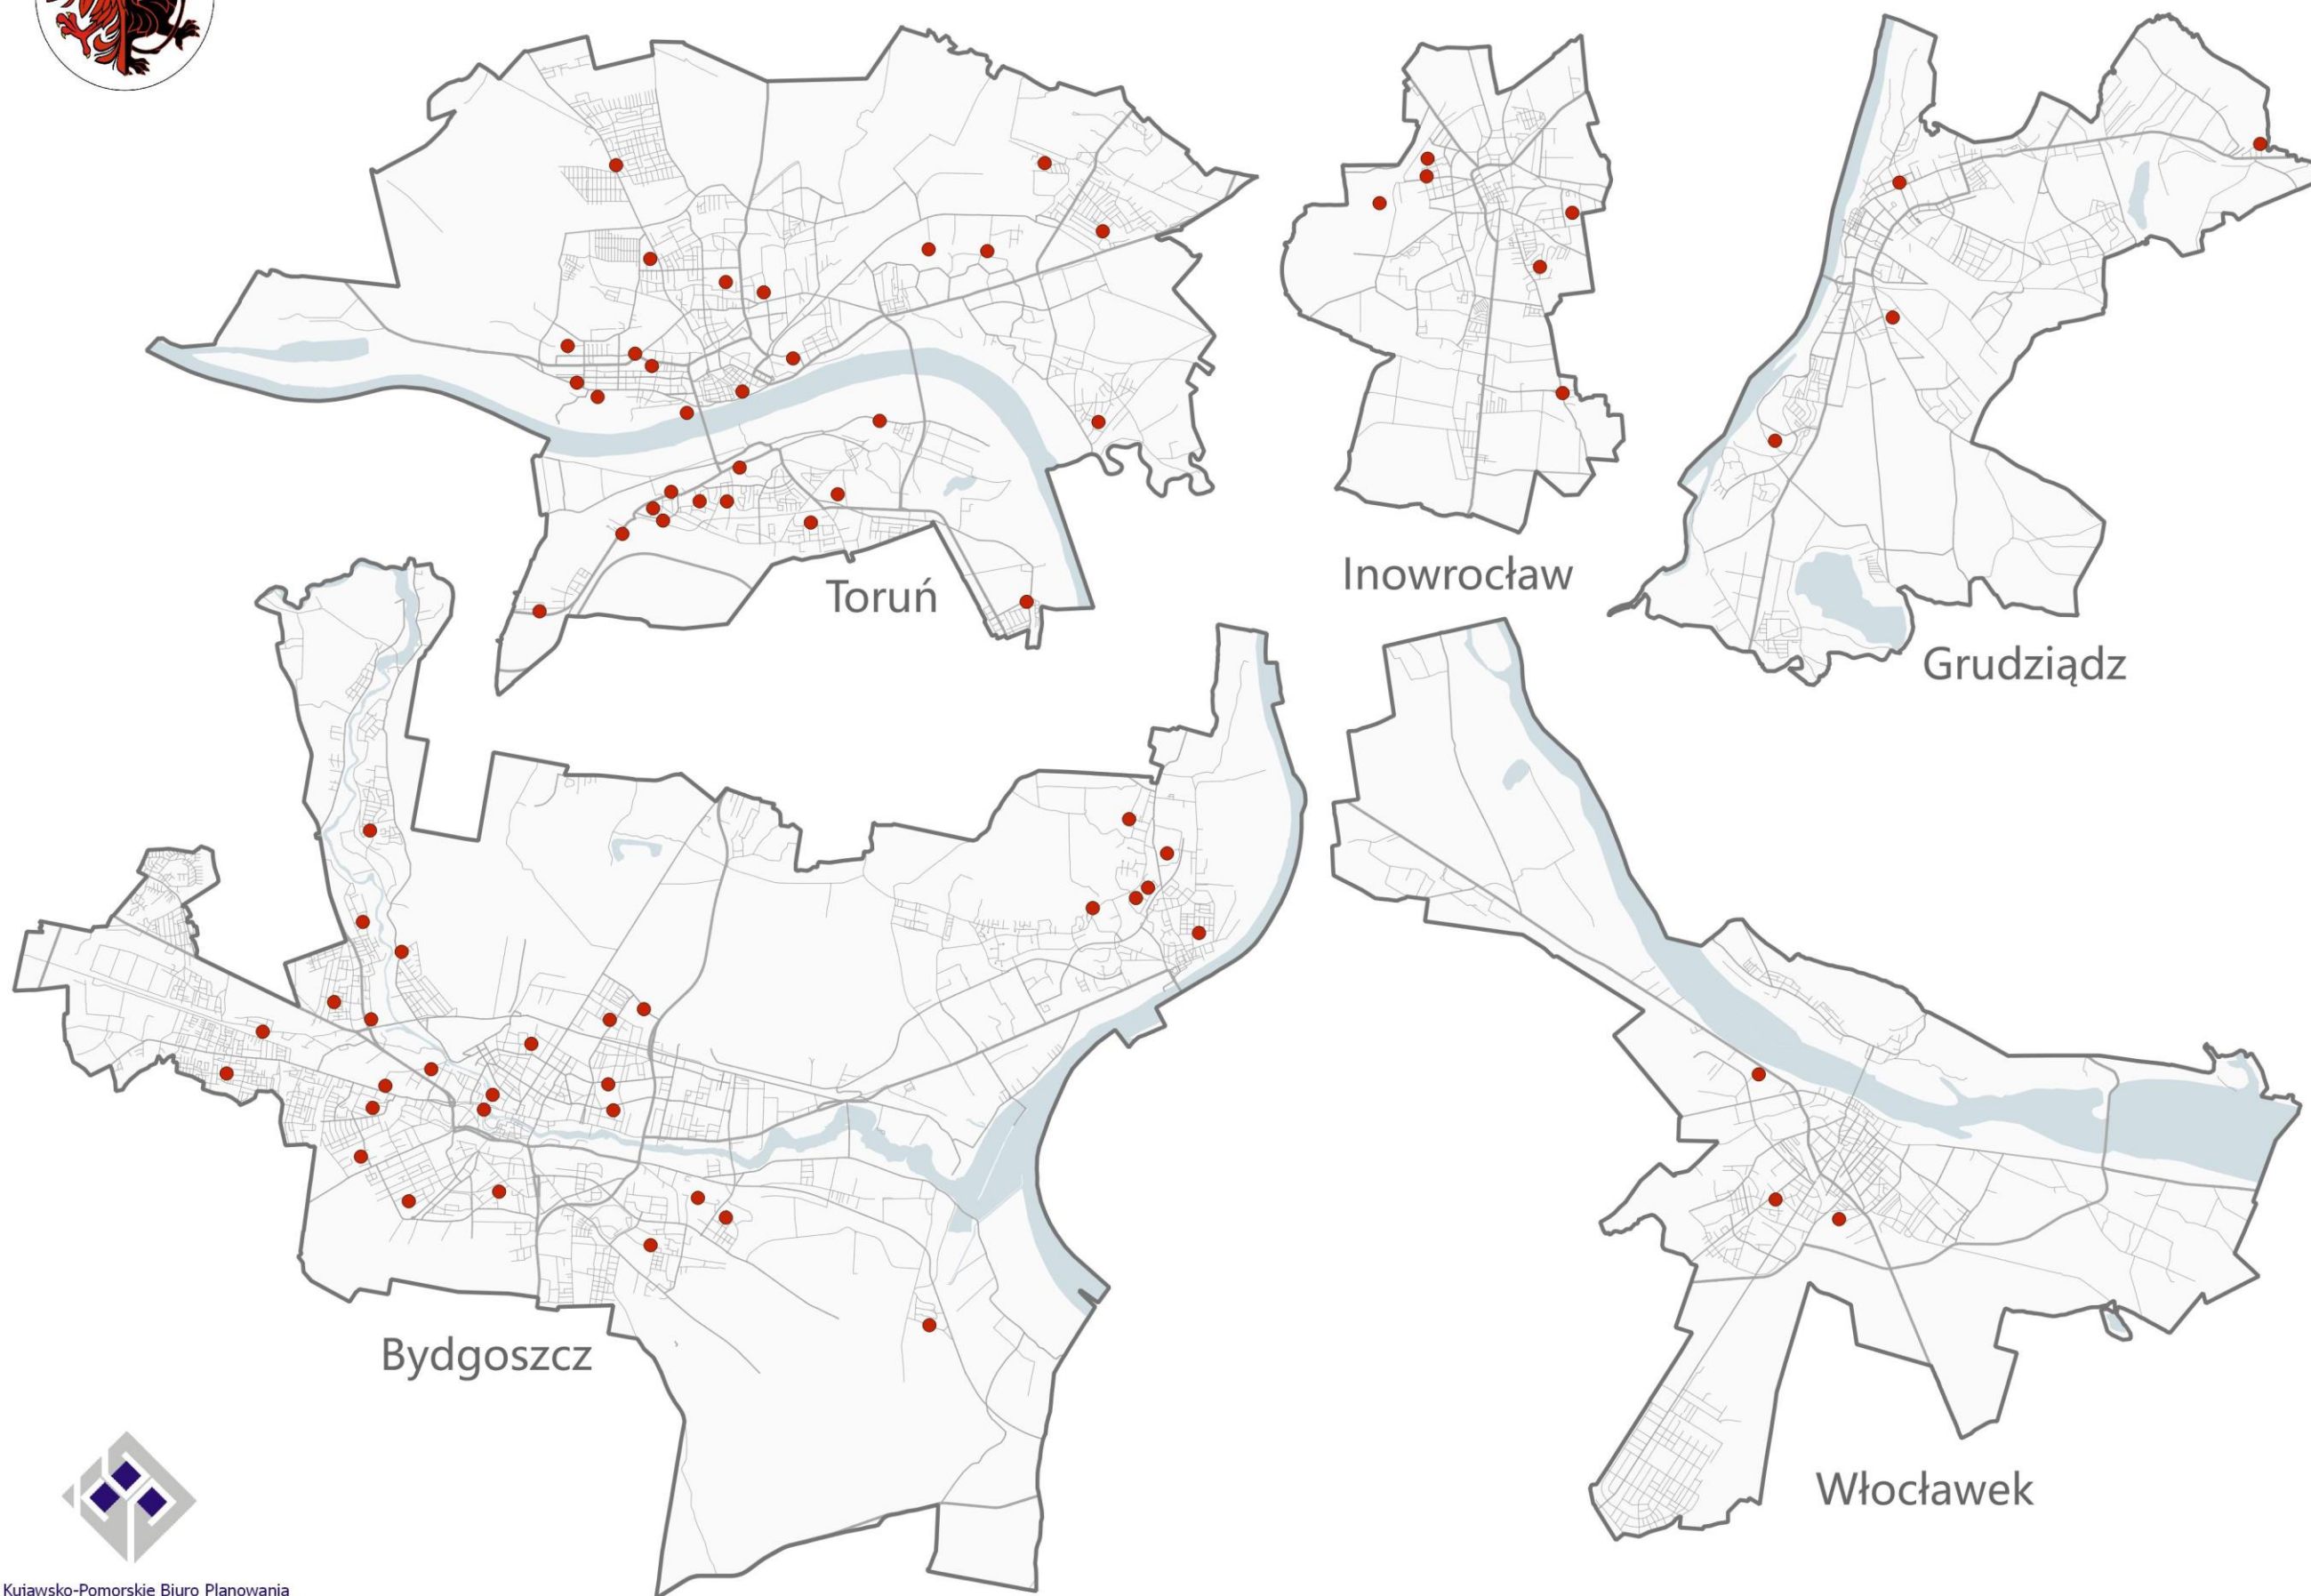 Toruń
Inowrocław
Grudziądz
Bydgoszcz
Włocławek
Kujawsko-Pomorskie Biuro Planowania